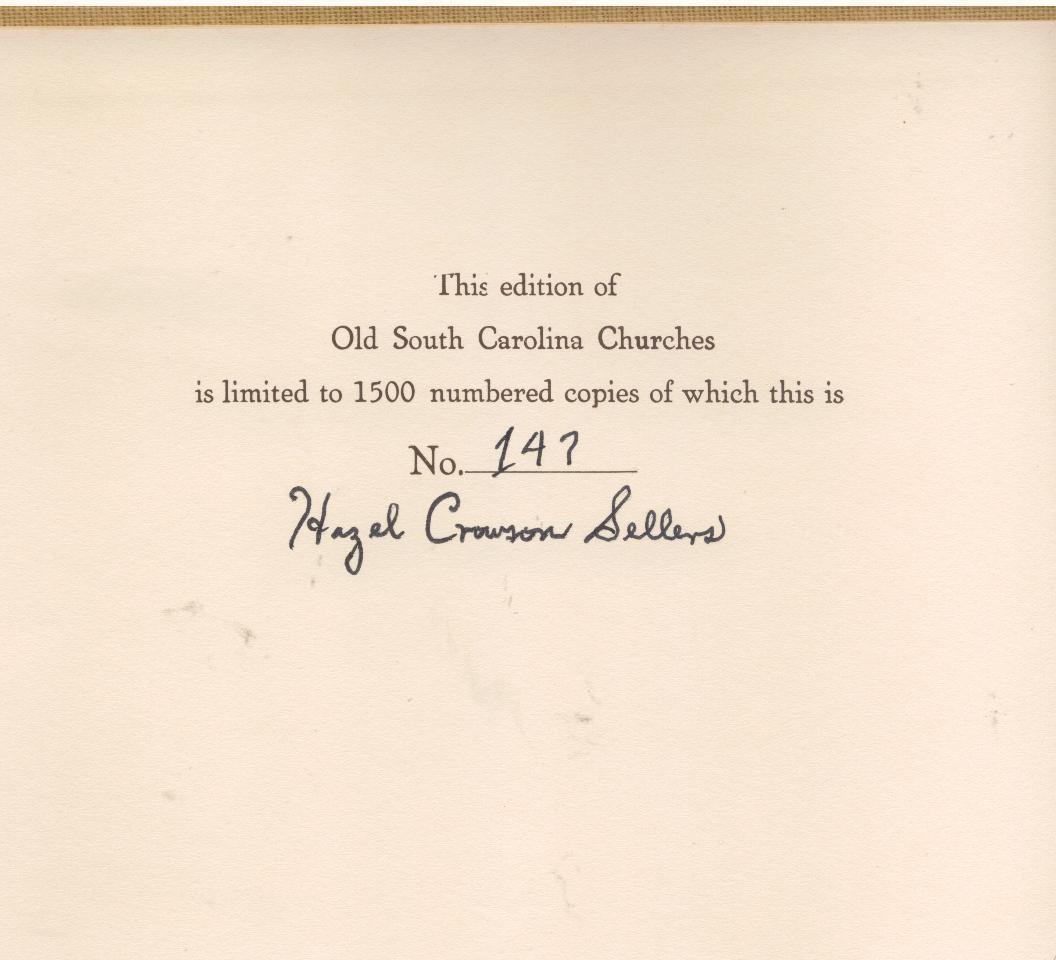 This edition of
Old South Carolina Churches
is limited to 1500 numbered copies of which this is
No. 147
Hazel Crowson Sellers